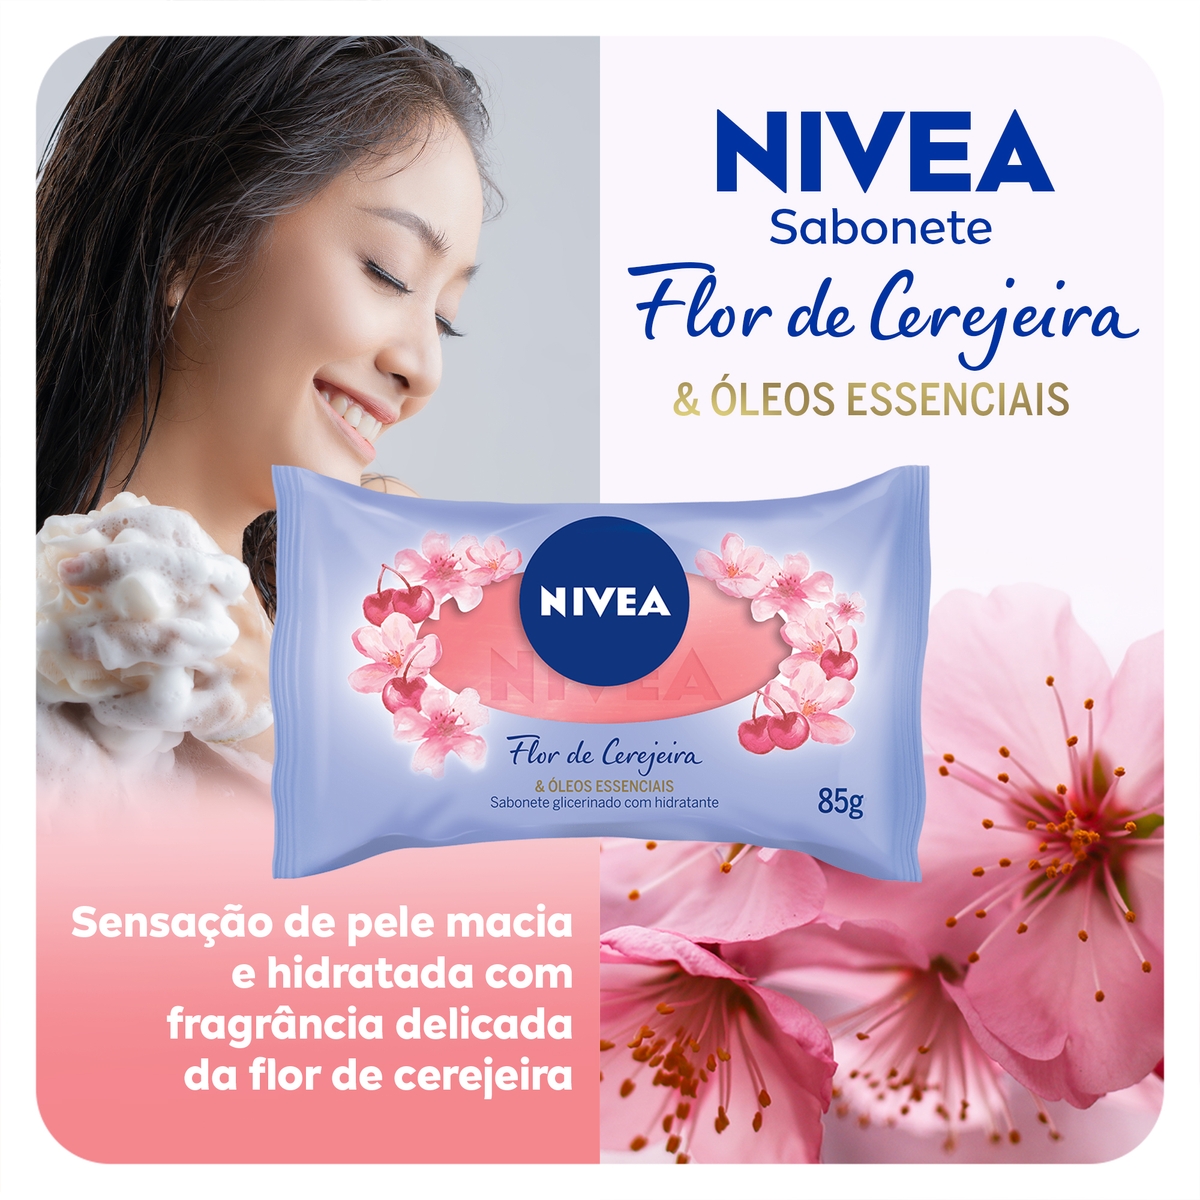 NIVEA
Sabonete
Flor de Cerejeira
& ÓLEOS ESSENCIAIS
NIVEA
NIVEA
Flor de Cerejeira
& ÓLEOS ESSENCIAIS
Sabonete glicerinado com hidratante
85g
Sensação de pele macia
e hidratada com
fragrância delicada
da flor de cerejeira